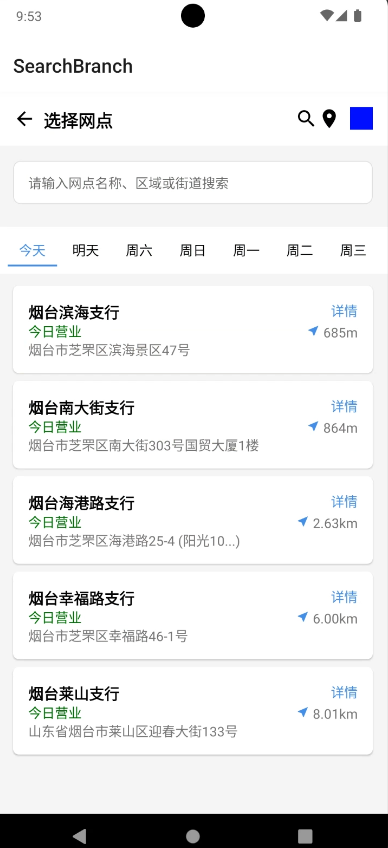 9:53
SearchBranch
选择网点
请输入网点名称、区域或街道搜索
今天 明天 周六 周日 周一 周二 周三
烟台滨海支行 详情
今日营业 685m
烟台市芝罘区滨海景区47号
烟台南大街支行 详情
今日营业 864m
烟台市芝罘区南大街303号国贸大厦1楼
烟台海港路支行 详情
今日营业 2.63km
烟台市芝罘区海港路25-4 (阳光10...)
烟台幸福路支行 详情
今日营业 6.00km
烟台市芝罘区幸福路46-1号
烟台莱山支行 详情
今日营业 8.01km
山东省烟台市莱山区迎春大街133号